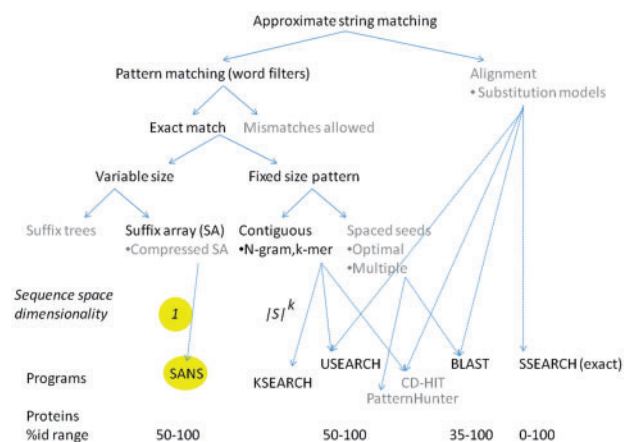 Approximate string matching
Pattern matching (word filters)
Alignment
•Substitution models
Exact match Mismatches allowed
Variable size Fixed size pattern
Suffix trees Suffix array (SA) Contiguous Spaced seeds
•Compressed SA •N-gram,k-mer •Optimal
•Multiple
Sequence space
dimensionality 1 |S|^k
Programs SANS KSEARCH USEARCH CD-HIT BLAST SSEARCH (exact)
PatternHunter
Proteins
%id range 50-100 50-100 35-100 0-100